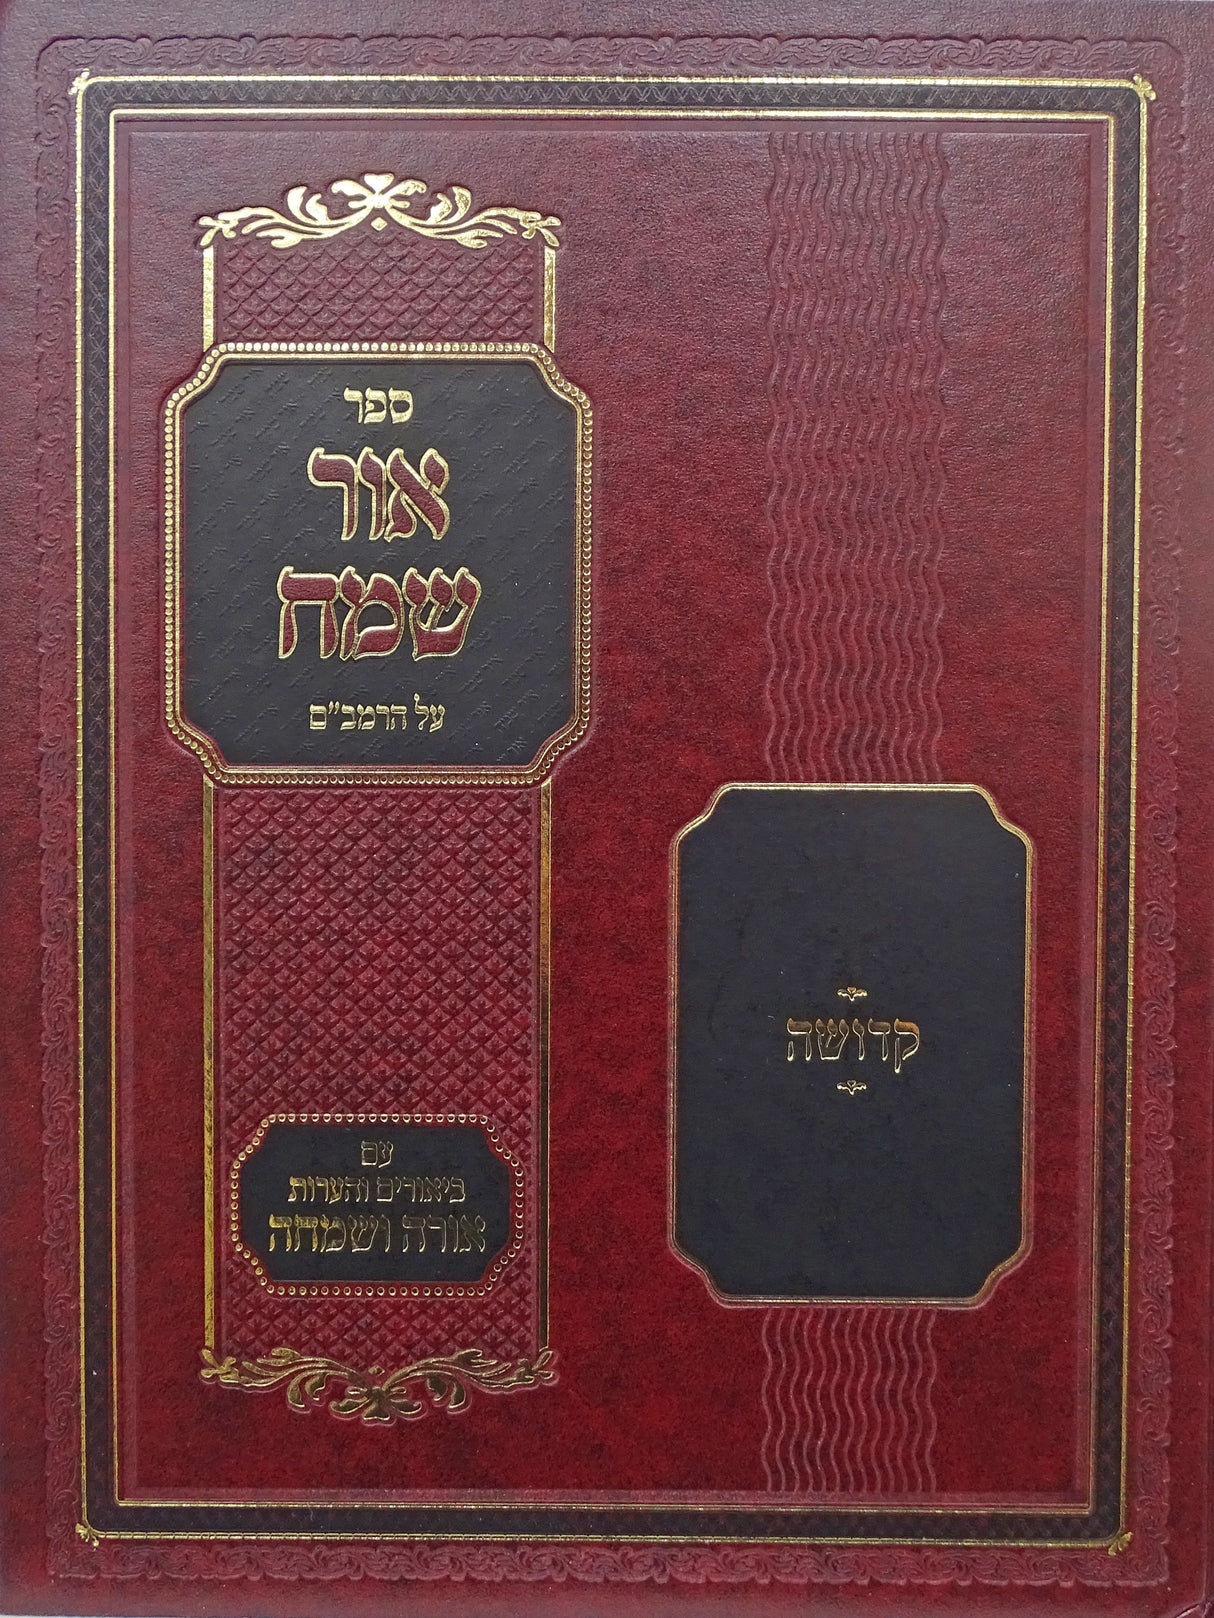 ספר
אור
שמח
על הרמב"ם
קדושה
עם
ביאורים והערות
אורה ושמחה